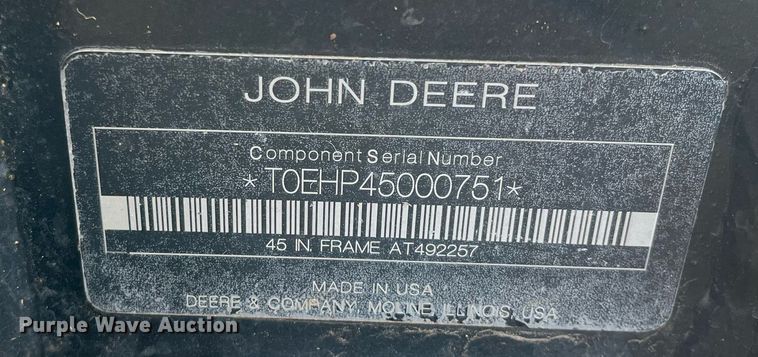 JOHN DEERE
Component Serial Number
*T0EHP45000751*
45 IN. FRAME AT492257
MADE IN USA
DEERE & COMPANY MOLINE, ILLINOIS, USA
Purple Wave Auction